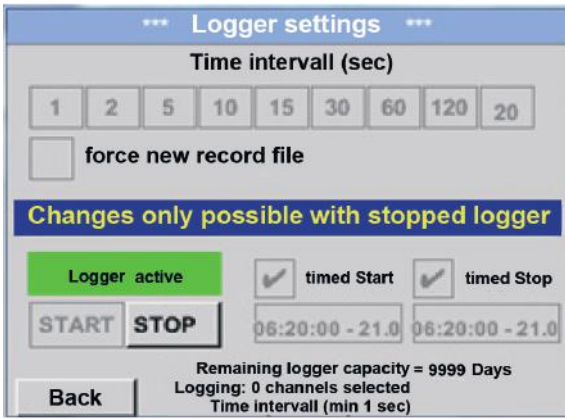 *** Logger settings ***
Time intervall (sec)
1 2 5 10 15 30 60 120 20
force new record file
Changes only possible with stopped logger
Logger active
timed Start
timed Stop
START STOP
06:20:00 - 21.0
06:20:00 - 21.0
Remaining logger capacity = 9999 Days
Logging: 0 channels selected
Time intervall (min 1 sec)
Back